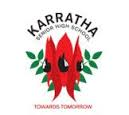 KARRATHA
SENIOR HIGH SCHOOL
TOWARDS TOMORROW